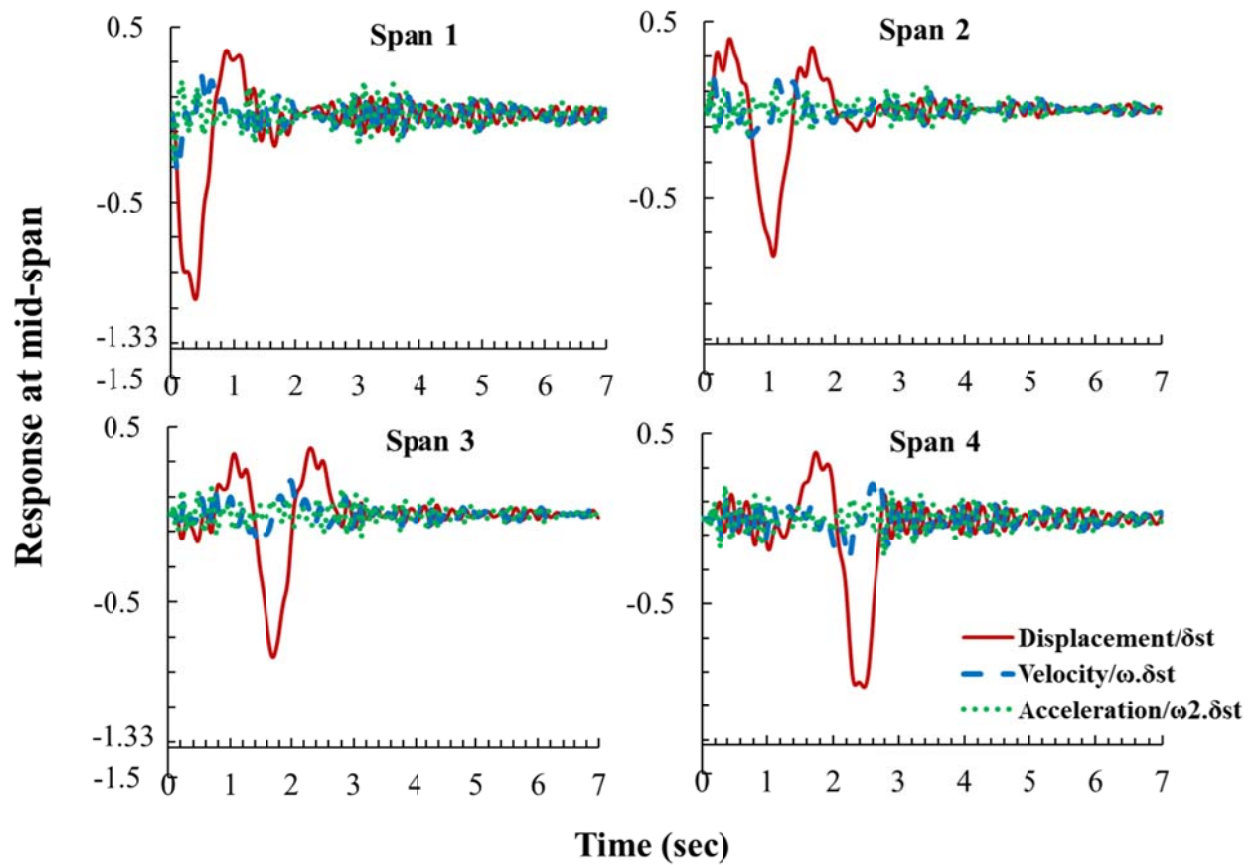 Response at mid-span
Span 1
0.5
-0.5
-1.33
-1.5
0 1 2 3 4 5 6 7
Span 2
0.5
-0.5
0 1 2 3 4 5 6 7
Span 3
0.5
-0.5
-1.33
-1.5
0 1 2 3 4 5 6 7
Span 4
0.5
-0.5
Displacement/δst
Velocity/ω.δst
Acceleration/ω2.δst
0 1 2 3 4 5 6 7
Time (sec)